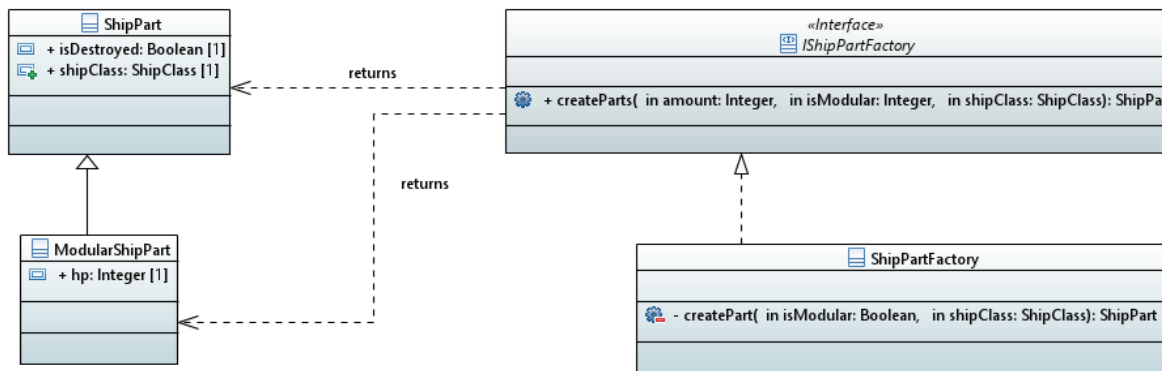 ShipPart
+ isDestroyed: Boolean [1]
+ shipClass: ShipClass [1]
«Interface»
IShipPartFactory
+ createParts( in amount: Integer, in isModular: Integer, in shipClass: ShipClass): ShipPa
returns
returns
ModularShipPart
+ hp: Integer [1]
ShipPartFactory
- createPart( in isModular: Boolean, in shipClass: ShipClass): ShipPart